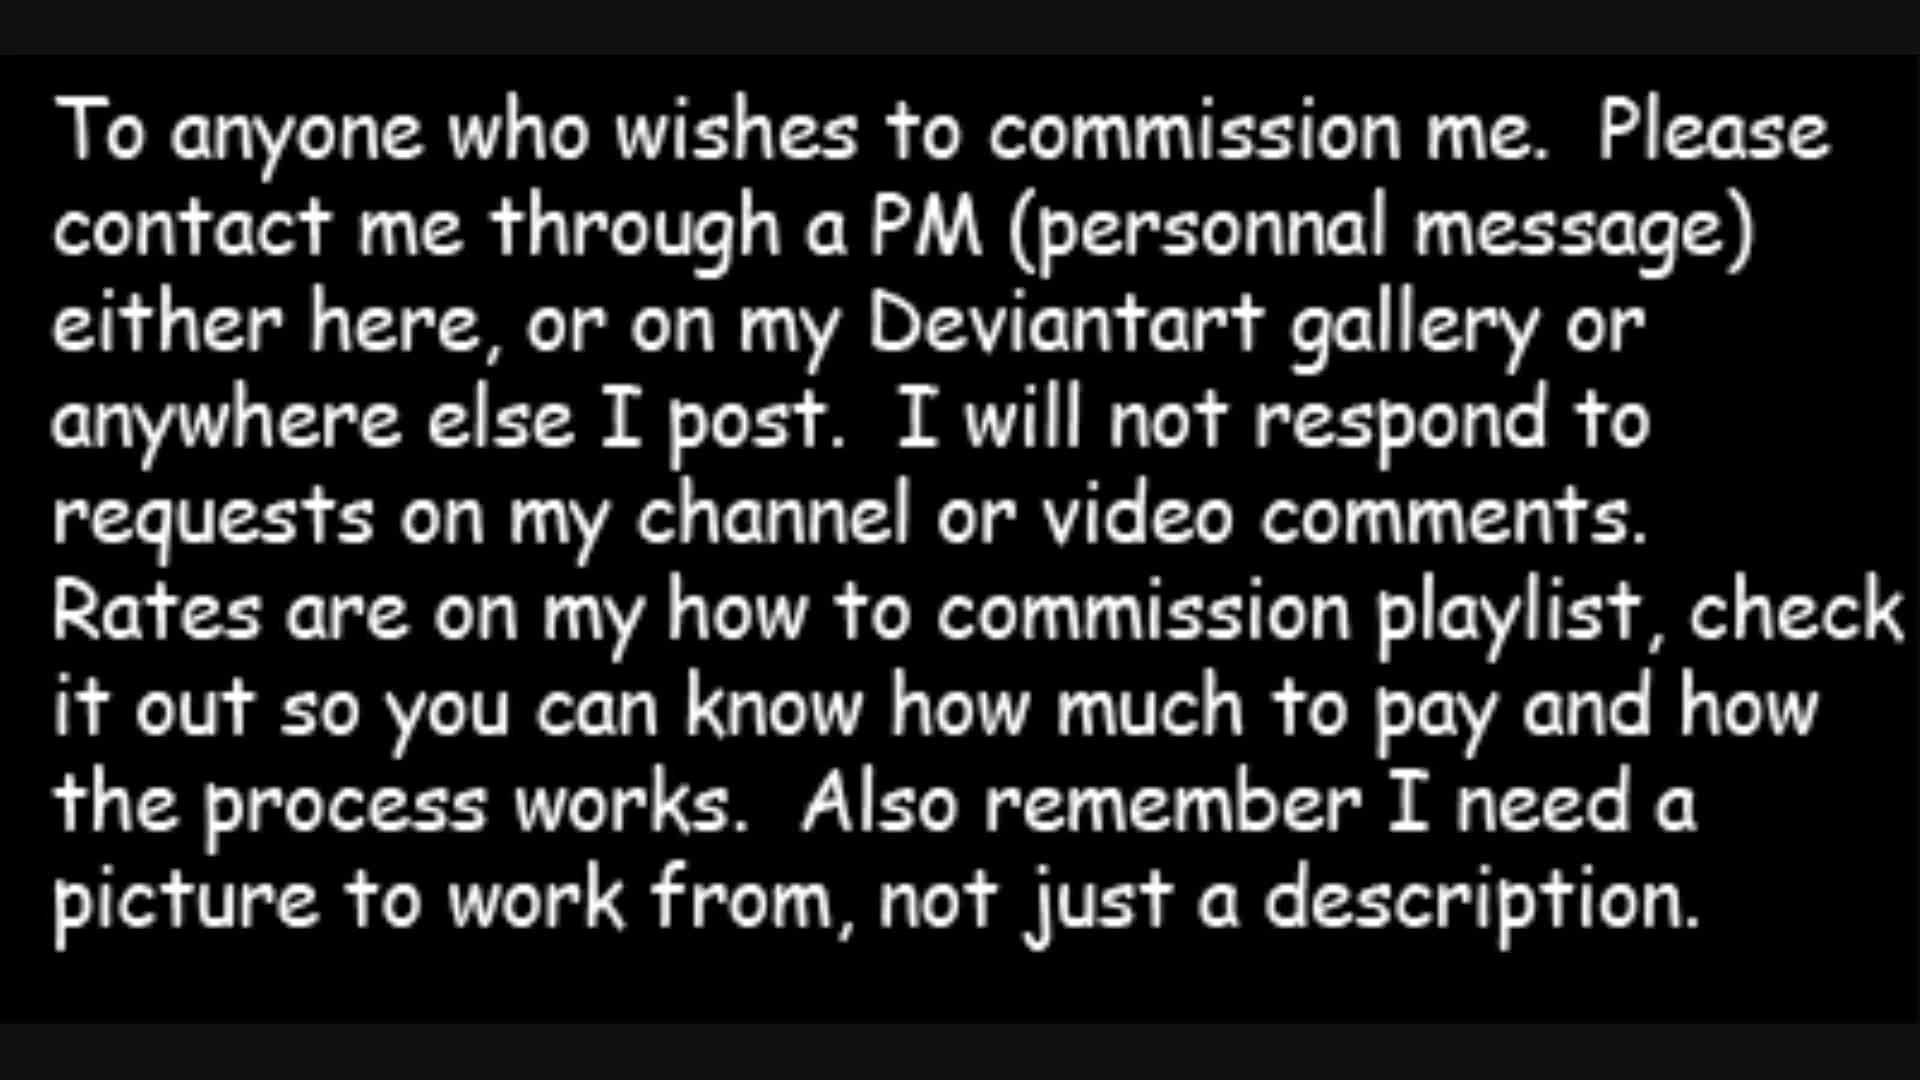 To anyone who wishes to commission me.  Please
contact me through a PM (personnal message)
either here, or on my Deviantart gallery or
anywhere else I post.  I will not respond to
requests on my channel or video comments.
Rates are on my how to commission playlist, check
it out so you can know how much to pay and how
the process works.  Also remember I need a
picture to work from, not just a description.